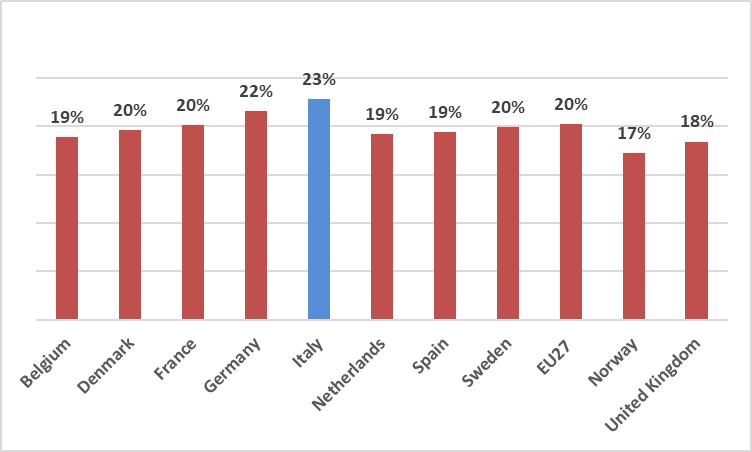 19%
20%
20%
22%
23%
19%
19%
20%
20%
17%
18%
Belgium
Denmark
France
Germany
Italy
Netherlands
Spain
Sweden
EU27
Norway
United Kingdom